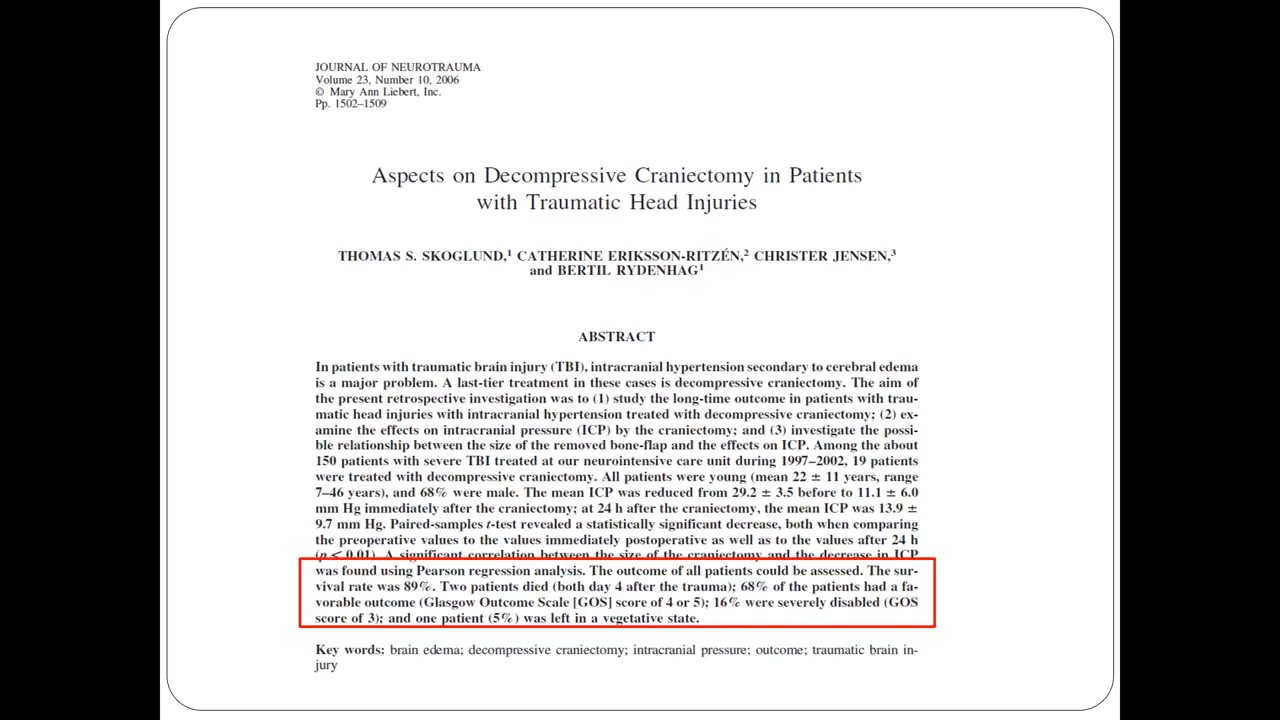 JOURNAL OF NEUROTRAUMA
Volume 23, Number 10, 2006
© Mary Ann Liebert, Inc.
Pp. 1502–1509
Aspects on Decompressive Craniectomy in Patients
with Traumatic Head Injuries
THOMAS S. SKOGLUND,¹ CATHERINE ERIKSSON-RITZÉN,² CHRISTER JENSEN,³
and BERTIL RYDENHAG¹
ABSTRACT
In patients with traumatic brain injury (TBI), intracranial hypertension secondary to cerebral edema
is a major problem. A last-tier treatment in these cases is decompressive craniectomy. The aim of
the present retrospective investigation was to (1) study the long-time outcome in patients with trau-
matic head injuries with intracranial hypertension treated with decompressive craniectomy; (2) ex-
amine the effects on intracranial pressure (ICP) by the craniectomy; and (3) investigate the possi-
ble relationship between the size of the removed bone-flap and the effects on ICP. Among the about
150 patients with severe TBI treated at our neurointensive care unit during 1997–2002, 19 patients
were treated with decompressive craniectomy. All patients were young (mean 22 ± 11 years, range
7–46 years), and 68% were male. The mean ICP was reduced from 29.2 ± 3.5 before to 11.1 ± 6.0
mm Hg immediately after the craniectomy; at 24 h after the craniectomy, the mean ICP was 13.9 ±
9.7 mm Hg. Paired-samples t-test revealed a statistically significant decrease, both when comparing
the preoperative values to the values immediately postoperative as well as to the values after 24 h
(p < 0.01). A significant correlation between the size of the craniectomy and the decrease in ICP
was found using Pearson regression analysis. The outcome of all patients could be assessed. The sur-
vival rate was 89%. Two patients died (both day 4 after the trauma); 68% of the patients had a fa-
vorable outcome (Glasgow Outcome Scale [GOS] score of 4 or 5); 16% were severely disabled (GOS
score of 3); and one patient (5%) was left in a vegetative state.
Key words: brain edema; decompressive craniectomy; intracranial pressure; outcome; traumatic brain in-
jury